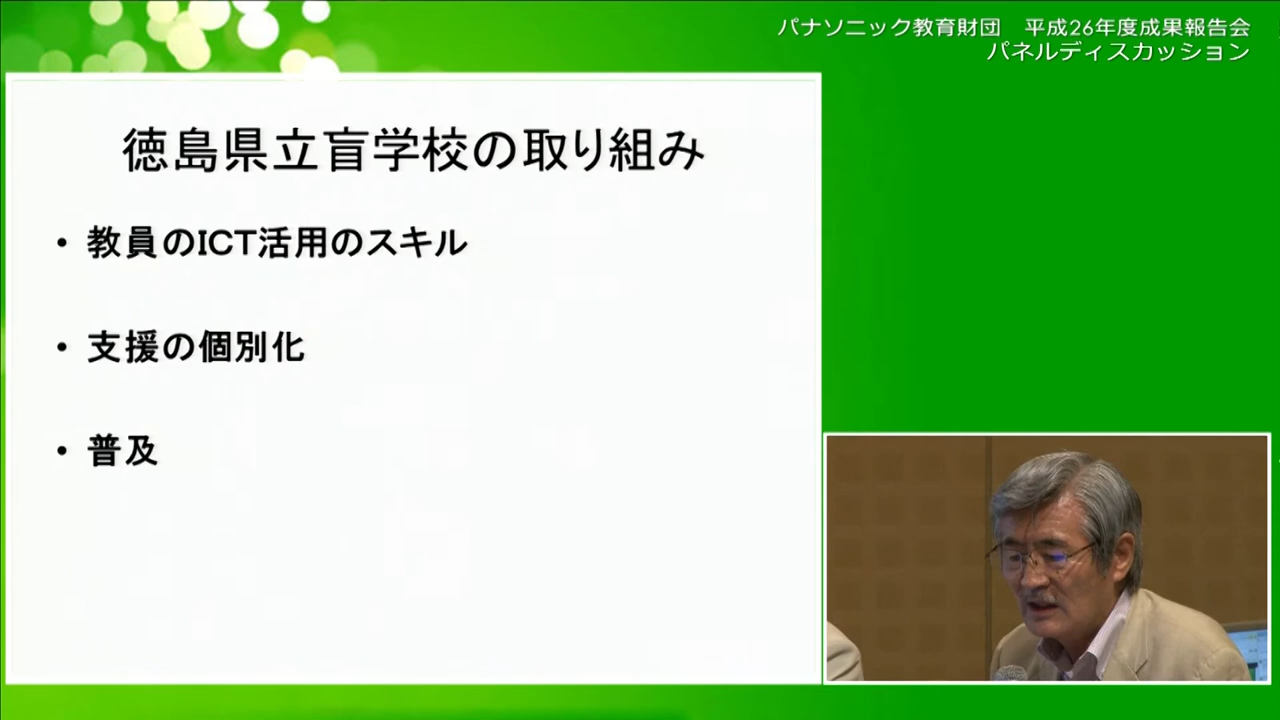 パナソニック教育財団　平成26年度成果報告会
パネルディスカッション
徳島県立盲学校の取り組み
• 教員のICT活用のスキル
• 支援の個別化
• 普及